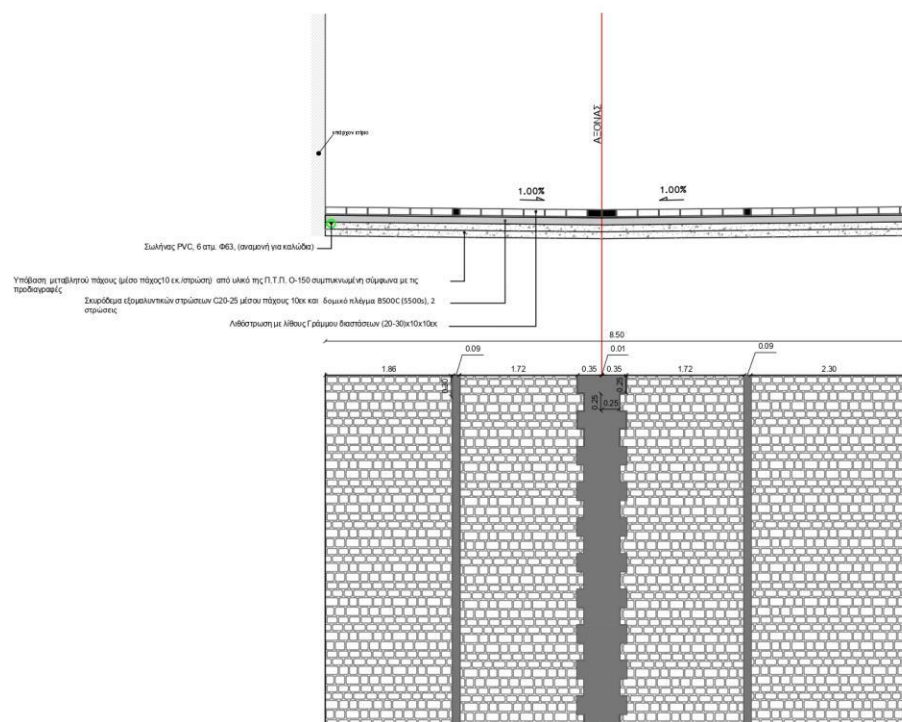 ΑΞΟΝΑΣ
υπάρχον κτίριο
1.00%
1.00%
Σωλήνας PVC, 6 ατμ. Φ63, (αναμονή για καλώδια)
Υπόβαση μεταβλητού πάχους (μέσο πάχος10 εκ./στρώση) από υλικό της Π.Τ.Π. Ο-150 συμπυκνωμένη σύμφωνα με τις
προδιαγραφές
Σκυρόδεμα εξομαλυντικών στρώσεων C20-25 μέσου πάχους 10εκ και δομικό πλέγμα B500C (S500s), 2
στρώσεις
Λιθόστρωση με λίθους Γράμμου διαστάσεων (20-30)x10x10εκ
8.50
0.09
0.01
0.09
1.86
1.72
0.35
0.35
1.72
2.30
0.25
0.25
0.25